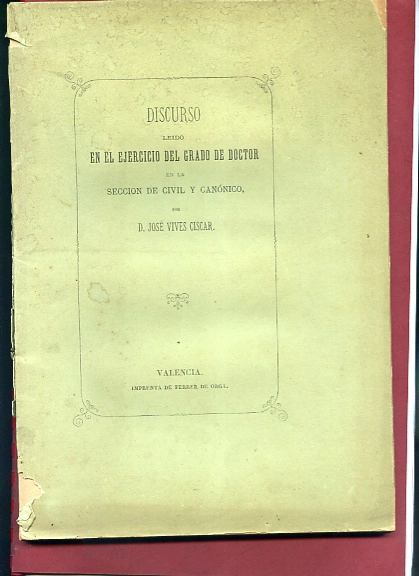 DISCURSO
LEIDO
EN EL EJERCICIO DEL GRADO DE DOCTOR
EN LA
SECCION DE CIVIL Y CANÓNICO,
POR
D. JOSÉ VIVES CISCAR.
VALENCIA.
IMPRENTA DE FERRER DE ORGA.